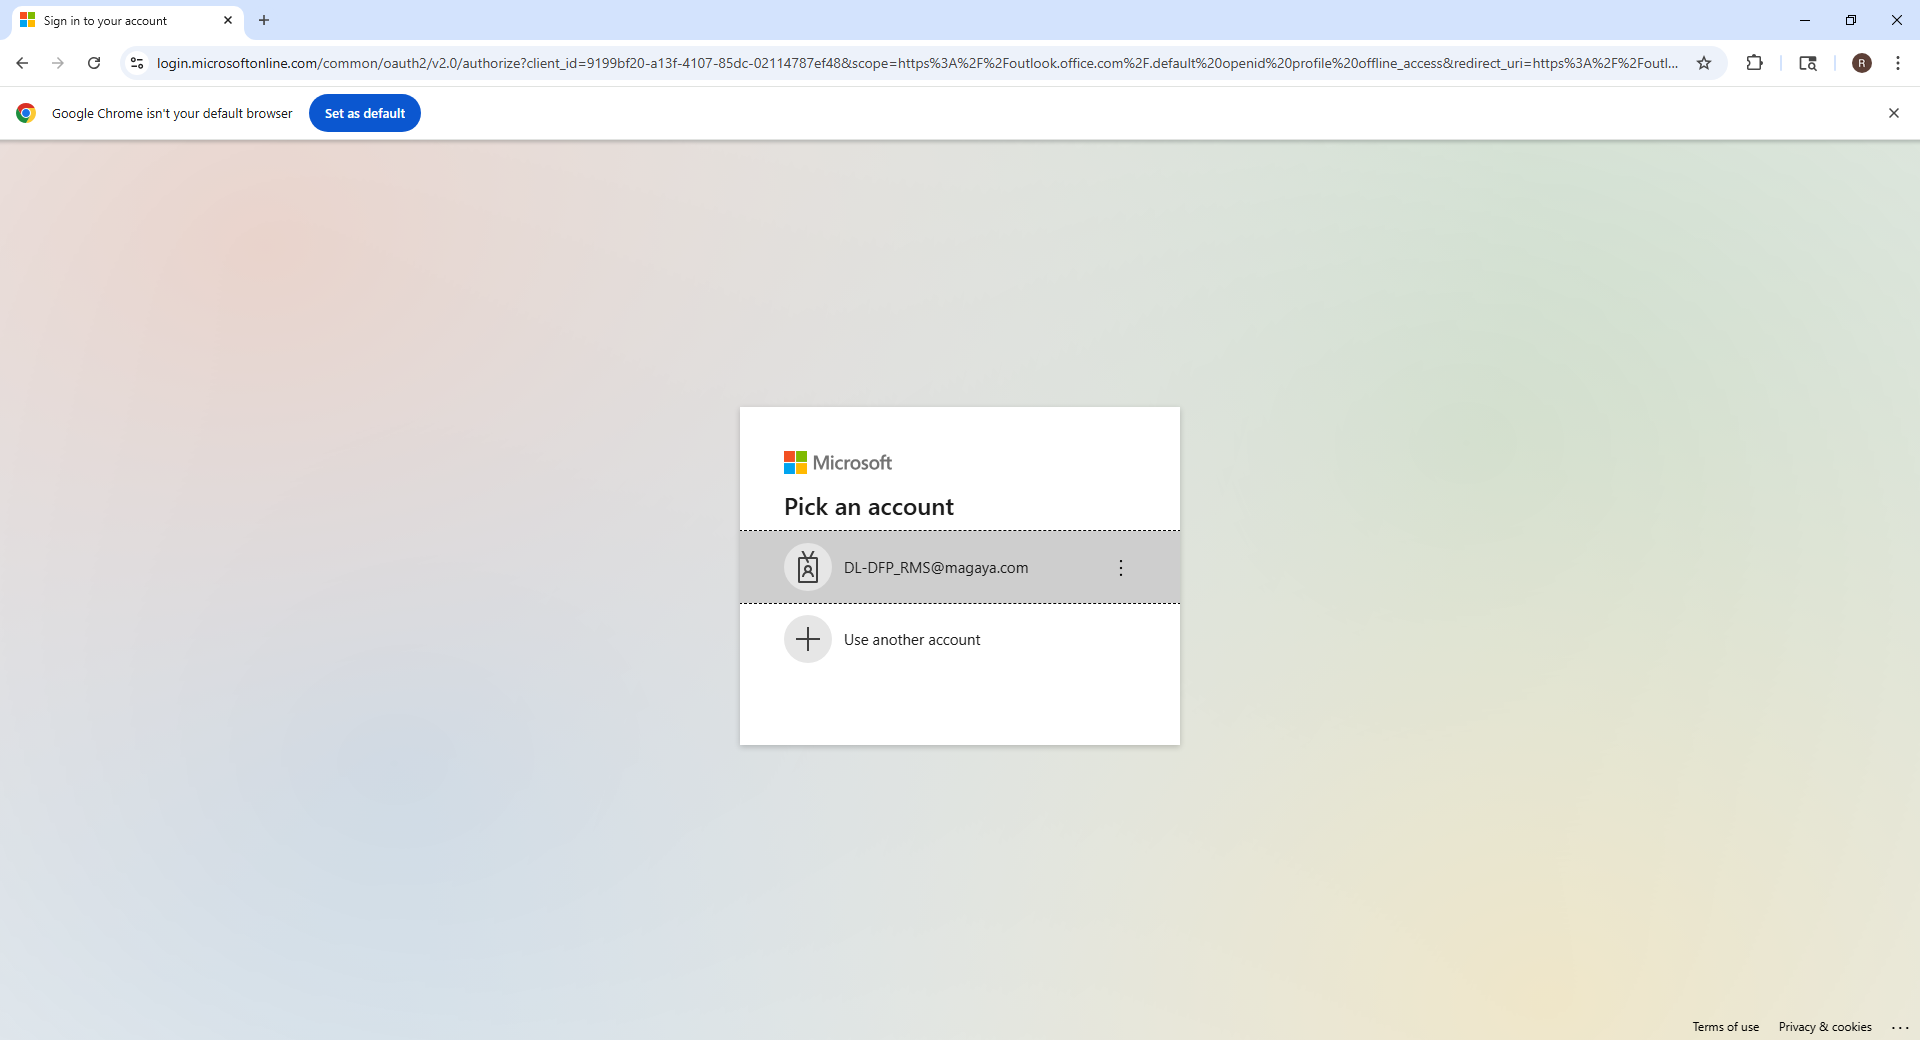 Sign in to your account
login.microsoftonline.com/common/oauth2/v2.0/authorize?client_id=9199bf20-a13f-4107-85dc-02114787ef48&scope=https%3A%2F%2Foutlook.office.com%2F.default%20openid%20profile%20offline_access&redirect_uri=https%3A%2F%2Foutl...
R
Google Chrome isn't your default browser
Set as default
Microsoft
Pick an account
DL-DFP_RMS@magaya.com
Use another account
Terms of use
Privacy & cookies